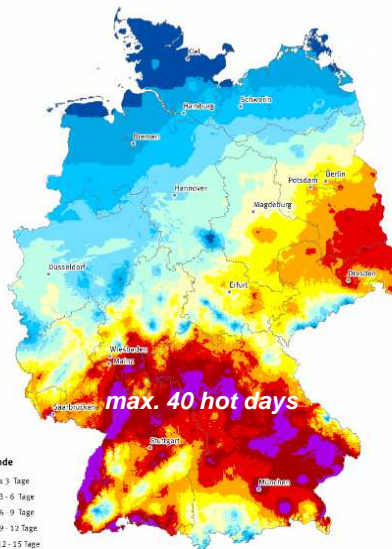 Kiel
Hamburg
Schwerin
Bremen
Hannover
Berlin
Potsdam
Magdeburg
Düsseldorf
Erfurt
Dresden
Wiesbaden
Mainz
Saarbrücken
max. 40 hot days
Stuttgart
München
nde
3 Tage
3 - 6 Tage
6 - 9 Tage
9 - 12 Tage
12 - 15 Tage